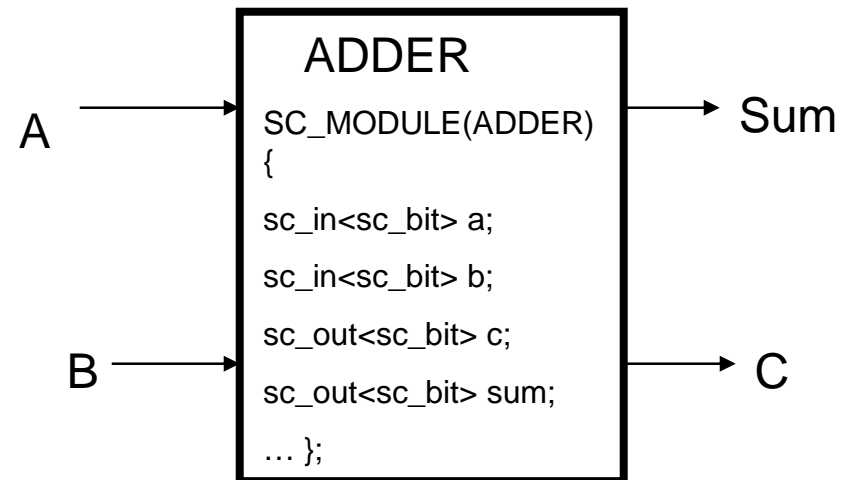 ADDER
A
SC_MODULE(ADDER)
Sum
{
sc_in<sc_bit> a;
sc_in<sc_bit> b;
sc_out<sc_bit> c;
B
C
sc_out<sc_bit> sum;
… };